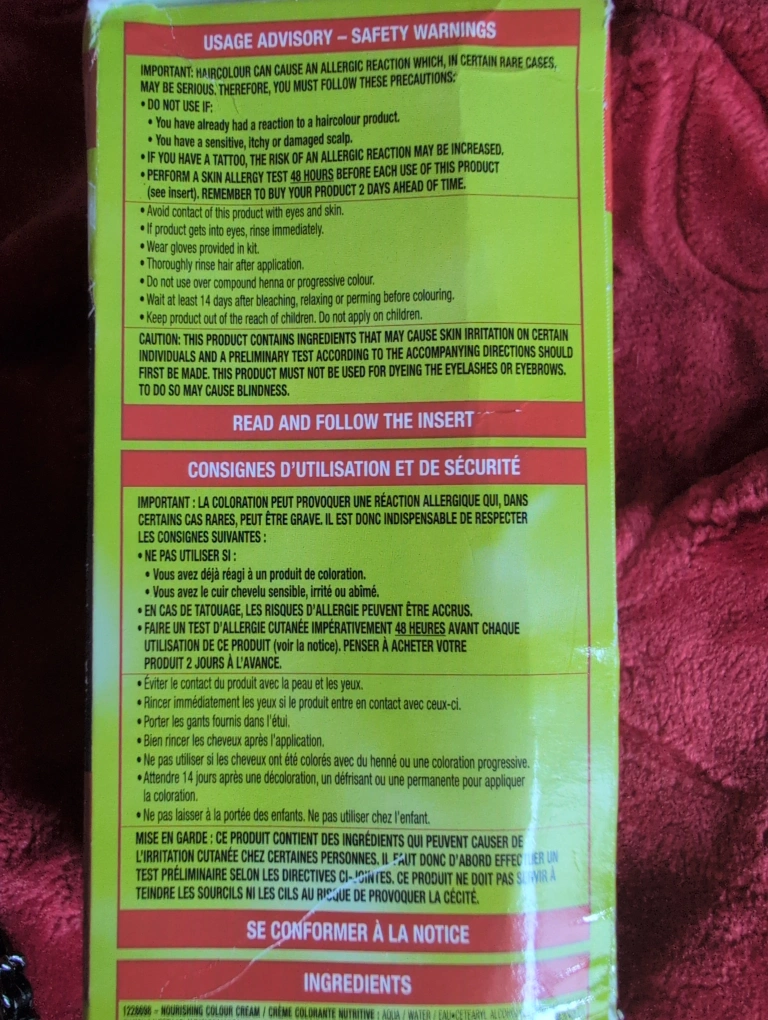 USAGE ADVISORY – SAFETY WARNINGS
IMPORTANT: HAIRCOLOUR CAN CAUSE AN ALLERGIC REACTION WHICH, IN CERTAIN RARE CASES,
MAY BE SERIOUS. THEREFORE, YOU MUST FOLLOW THESE PRECAUTIONS:
• DO NOT USE IF:
• You have already had a reaction to a haircolour product.
• You have a sensitive, itchy or damaged scalp.
• IF YOU HAVE A TATTOO, THE RISK OF AN ALLERGIC REACTION MAY BE INCREASED.
• PERFORM A SKIN ALLERGY TEST 48 HOURS BEFORE EACH USE OF THIS PRODUCT
(see insert). REMEMBER TO BUY YOUR PRODUCT 2 DAYS AHEAD OF TIME.
• Avoid contact of this product with eyes and skin.
• If product gets into eyes, rinse immediately.
• Wear gloves provided in kit.
• Thoroughly rinse hair after application.
• Do not use over compound henna or progressive colour.
• Wait at least 14 days after bleaching, relaxing or perming before colouring.
• Keep product out of the reach of children. Do not apply on children.
CAUTION: THIS PRODUCT CONTAINS INGREDIENTS THAT MAY CAUSE SKIN IRRITATION ON CERTAIN
INDIVIDUALS AND A PRELIMINARY TEST ACCORDING TO THE ACCOMPANYING DIRECTIONS SHOULD
FIRST BE MADE. THIS PRODUCT MUST NOT BE USED FOR DYEING THE EYELASHES OR EYEBROWS.
TO DO SO MAY CAUSE BLINDNESS.
READ AND FOLLOW THE INSERT
CONSIGNES D'UTILISATION ET DE SÉCURITÉ
IMPORTANT : LA COLORATION PEUT PROVOQUER UNE RÉACTION ALLERGIQUE QUI, DANS
CERTAINS CAS RARES, PEUT ÊTRE GRAVE. IL EST DONC INDISPENSABLE DE RESPECTER
LES CONSIGNES SUIVANTES :
• NE PAS UTILISER SI :
• Vous avez déjà réagi à un produit de coloration.
• Vous avez le cuir chevelu sensible, irrité ou abîmé.
• EN CAS DE TATOUAGE, LES RISQUES D'ALLERGIE PEUVENT ÊTRE ACCRUS.
• FAIRE UN TEST D'ALLERGIE CUTANÉE IMPÉRATIVEMENT 48 HEURES AVANT CHAQUE
UTILISATION DE CE PRODUIT (voir la notice). PENSER À ACHETER VOTRE
PRODUIT 2 JOURS À L'AVANCE.
• Éviter le contact du produit avec la peau et les yeux.
• Rincer immédiatement les yeux si le produit entre en contact avec ceux-ci.
• Porter les gants fournis dans l'étui.
• Bien rincer les cheveux après l'application.
• Ne pas utiliser si les cheveux ont été colorés avec du henné ou une coloration progressive.
• Attendre 14 jours après une décoloration, un défrisant ou une permanente pour appliquer
la coloration.
• Ne pas laisser à la portée des enfants. Ne pas utiliser chez l'enfant.
MISE EN GARDE : CE PRODUIT CONTIENT DES INGRÉDIENTS QUI PEUVENT CAUSER DE
L'IRRITATION CUTANÉE CHEZ CERTAINES PERSONNES. IL FAUT DONC D'ABORD EFFECTUER UN
TEST PRÉLIMINAIRE SELON LES DIRECTIVES CI-JOINTES. CE PRODUIT NE DOIT PAS SERVIR À
TEINDRE LES SOURCILS NI LES CILS AU RISQUE DE PROVOQUER LA CÉCITÉ.
SE CONFORMER À LA NOTICE
INGREDIENTS
1228696 – NOURISHING COLOUR CREAM / CRÈME COLORANTE NUTRITIVE : AQUA / WATER / EAU • CETEARYL